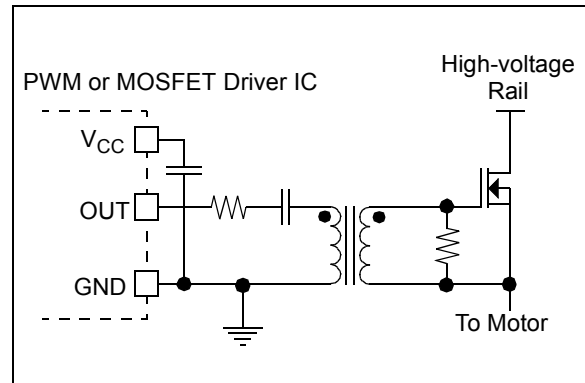 PWM or MOSFET Driver IC
High-voltage
Rail
VCC
OUT
GND
To Motor